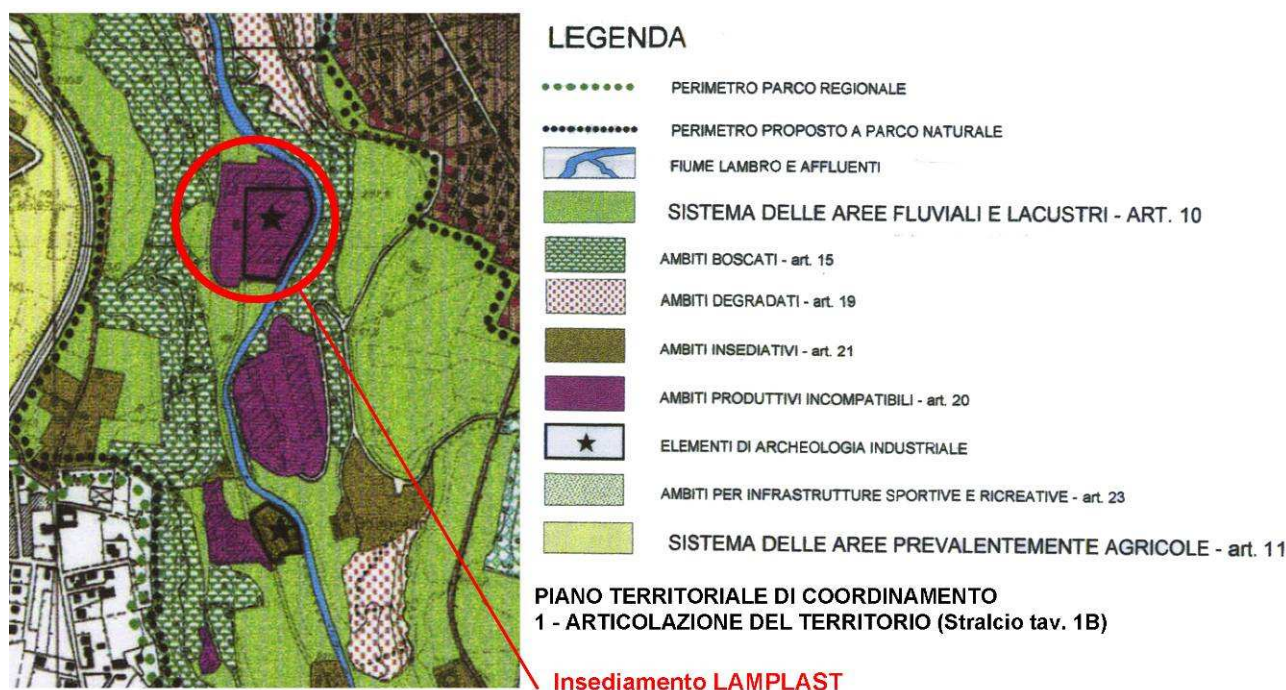 LEGENDA
PERIMETRO PARCO REGIONALE
PERIMETRO PROPOSTO A PARCO NATURALE
FIUME LAMBRO E AFFLUENTI
SISTEMA DELLE AREE FLUVIALI E LACUSTRI - ART. 10
AMBITI BOSCATI - art. 15
AMBITI DEGRADATI - art. 19
AMBITI INSEDIATIVI - art. 21
AMBITI PRODUTTIVI INCOMPATIBILI - art. 20
ELEMENTI DI ARCHEOLOGIA INDUSTRIALE
AMBITI PER INFRASTRUTTURE SPORTIVE E RICREATIVE - art. 23
SISTEMA DELLE AREE PREVALENTEMENTE AGRICOLE - art. 11
PIANO TERRITORIALE DI COORDINAMENTO
1 - ARTICOLAZIONE DEL TERRITORIO (Stralcio tav. 1B)
Insediamento LAMPLAST